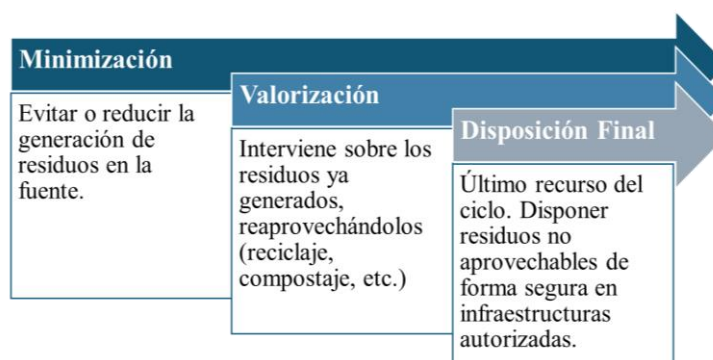 Minimización
Evitar o reducir la
generación de
residuos en la
fuente.
Valorización
Interviene sobre los
residuos ya
generados,
reaprovechándolos
(reciclaje,
compostaje, etc.)
Disposición Final
Último recurso del
ciclo. Disponer
residuos no
aprovechables de
forma segura en
infraestructuras
autorizadas.